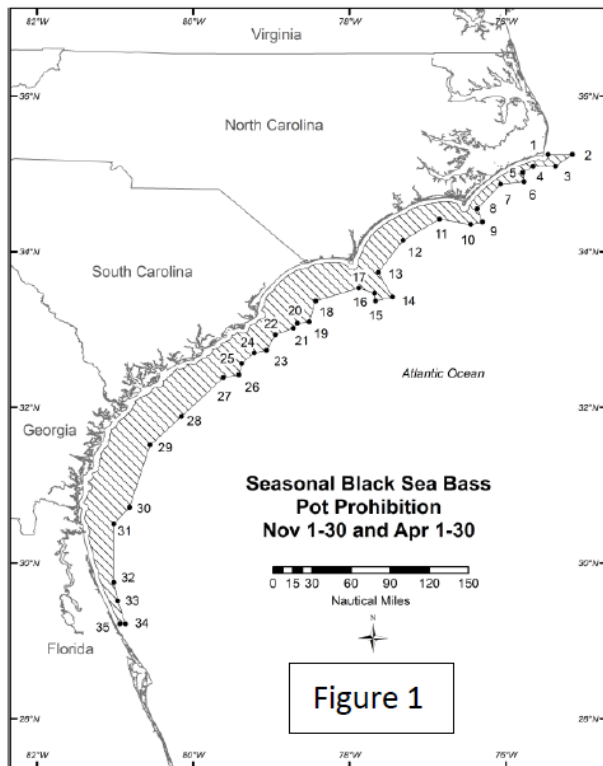 82°W
80°W
78°W
76°W
Virginia
36°N
36°N
North Carolina
1
2
5
4
3
7
6
8
9
11
10
34°N
34°N
12
South Carolina
13
17
14
16
15
18
20
22
19
21
24
23
25
26
Atlantic Ocean
27
32°N
32°N
28
Georgia
29
Seasonal Black Sea Bass
Pot Prohibition
Nov 1-30 and Apr 1-30
30
31
30°N
30°N
0 15 30 60 90 120 150
32
Nautical Miles
33
N
35
34
Florida
Figure 1
28°N
28°N
82°W
80°W
78°W
76°W